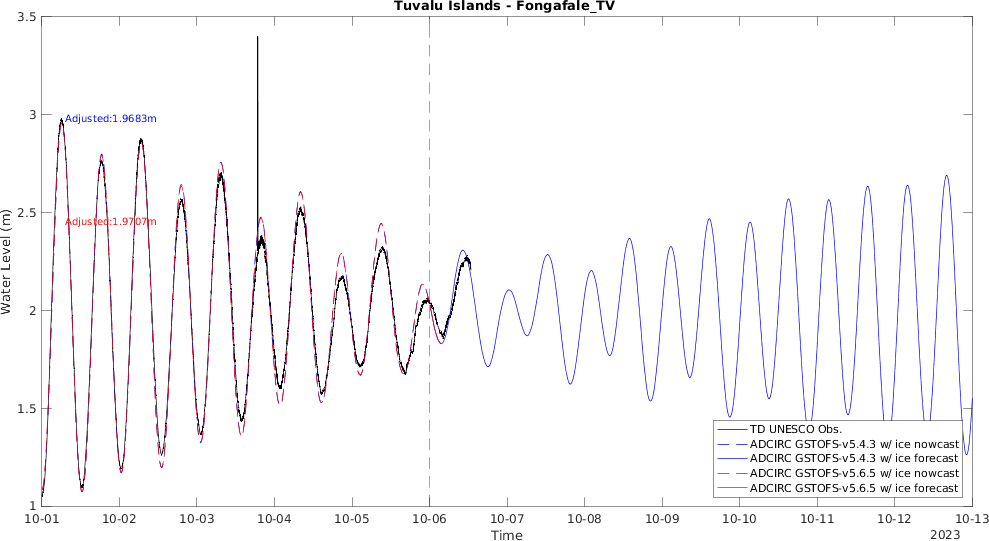 Tuvalu Islands - Fongafale_TV
3.5
3
2.5
2
1.5
1
Water Level (m)
Adjusted:1.9683m
Adjusted:1.9707m
TD UNESCO Obs.
ADCIRC GSTOFS-v5.4.3 w/ ice nowcast
ADCIRC GSTOFS-v5.4.3 w/ ice forecast
ADCIRC GSTOFS-v5.6.5 w/ ice nowcast
ADCIRC GSTOFS-v5.6.5 w/ ice forecast
10-01 10-02 10-03 10-04 10-05 10-06 10-07 10-08 10-09 10-10 10-11 10-12 10-13
Time
2023